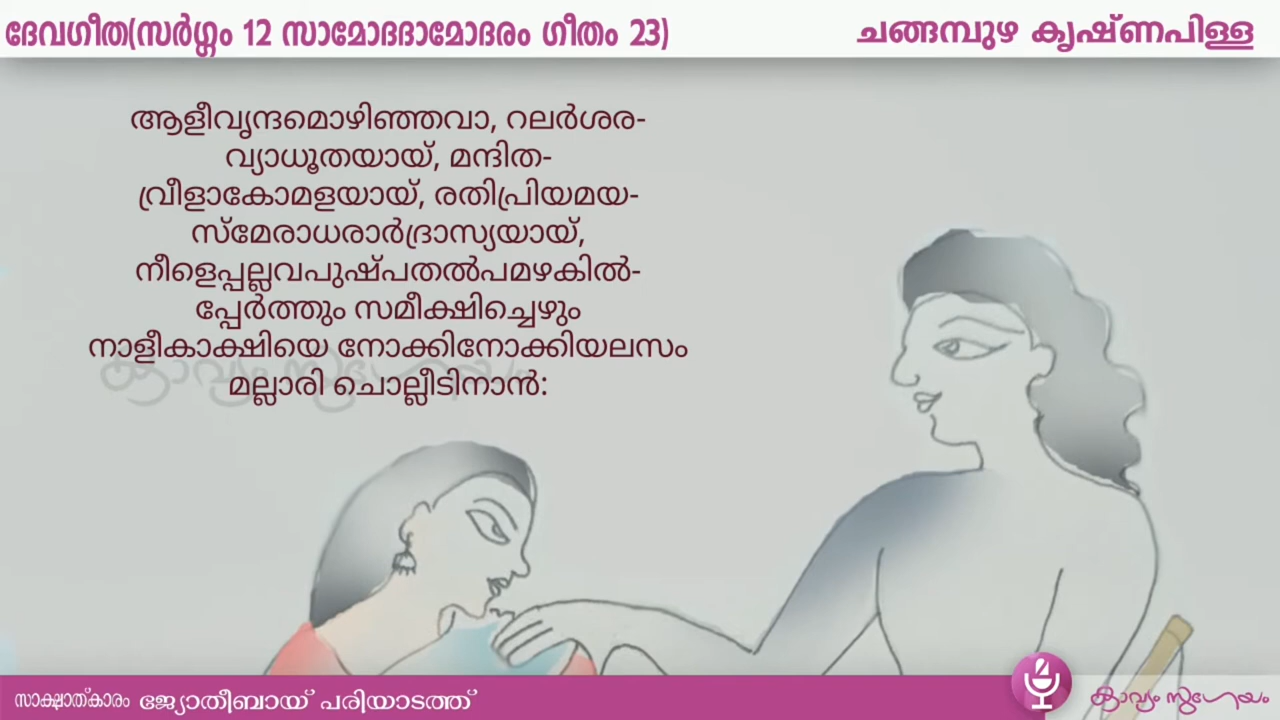 ദേവഗീത(സർഗ്ഗം 12 സാമോദദാമോദരം ഗീതം 23)
ചങ്ങമ്പുഴ കൃഷ്ണപിള്ള
ആളീവൃന്ദമൊഴിഞ്ഞവാ, റലർശര-
വ്യാധൂതയായ്, മന്ദിത-
വ്രീളാകോമളയായ്, രതിപ്രിയമയ-
സ്മേരാധരാർദ്രാസ്യയായ്,
നീളെപ്പല്ലവപുഷ്പതൽപമഴകിൽ-
പ്പേർത്തും സമീക്ഷിച്ചെഴും
നാളീകാക്ഷിയെ നോക്കിനോക്കിയലസം
മല്ലാരി ചൊല്ലീടിനാൻ:
കാവ്യം സുഗേയം
സാക്ഷാത്കാരം ജ്യോതീബായ് പരിയാടത്ത്
കാവ്യം സുഗേയം